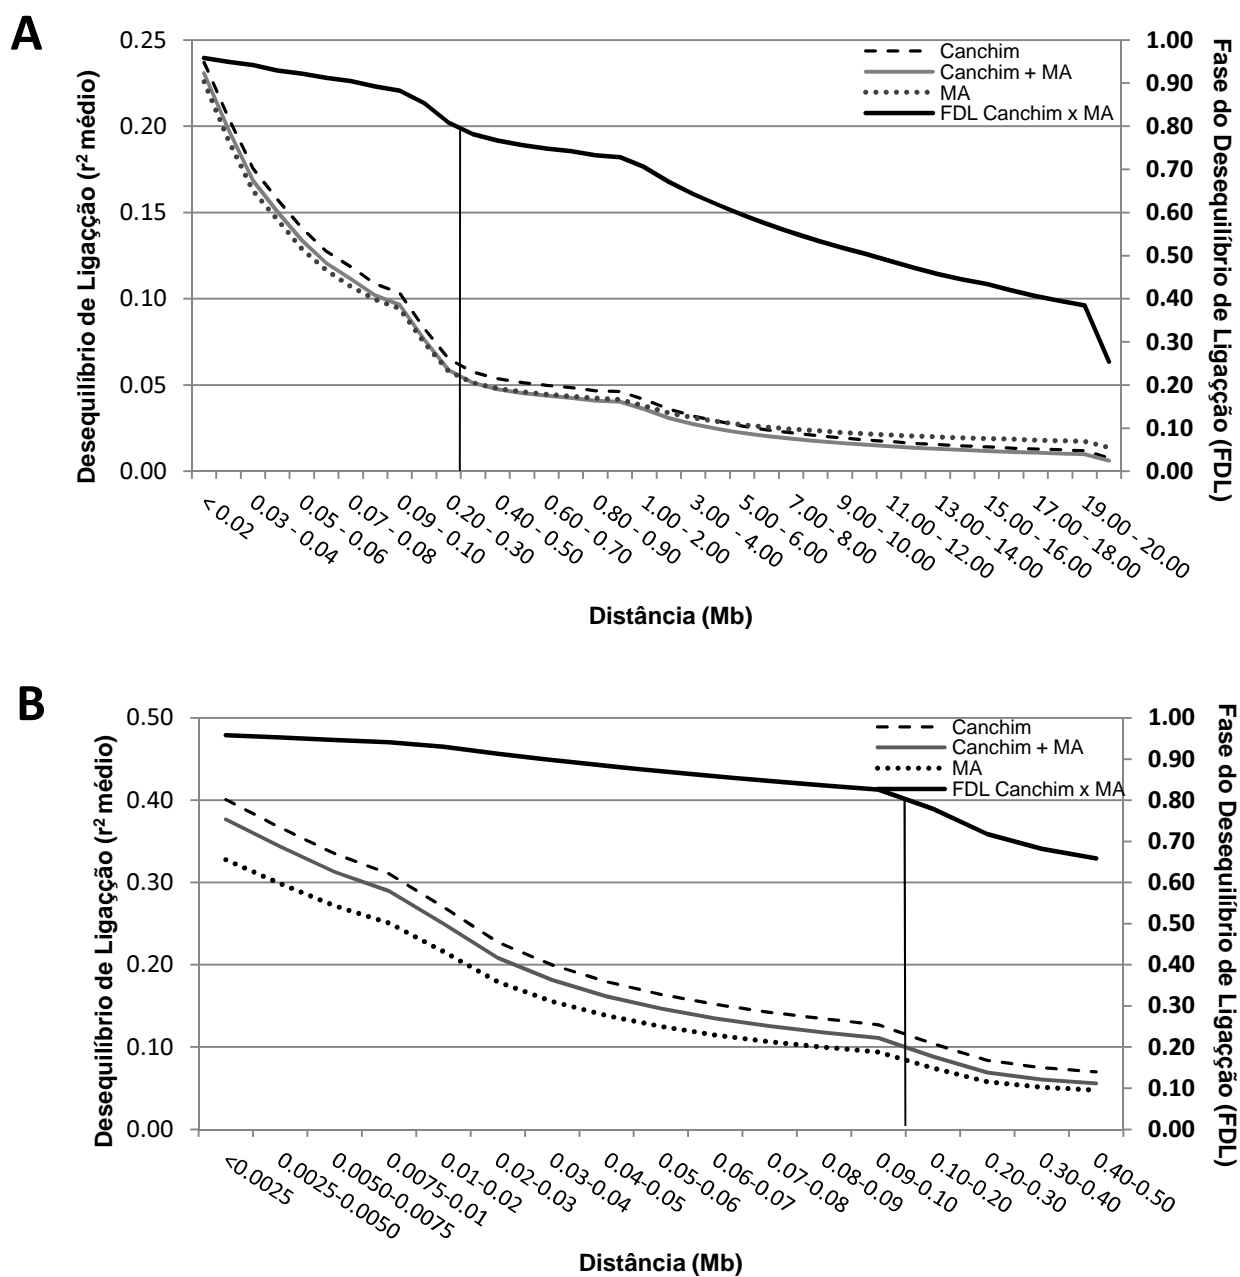 A
Desequilíbrio de Ligaçção (r² médio)
0.25
0.20
0.15
0.10
0.05
0.00
Canchim
Canchim + MA
MA
FDL Canchim x MA
1.00
0.90
0.80
0.70
0.60
0.50
0.40
0.30
0.20
0.10
0.00
Fase do Desequilíbrio de Ligaçção (FDL)
< 0.02
0.03 - 0.04
0.05 - 0.06
0.07 - 0.08
0.09 - 0.10
0.20 - 0.30
0.40 - 0.50
0.60 - 0.70
0.80 - 0.90
1.00 - 2.00
3.00 - 4.00
5.00 - 6.00
7.00 - 8.00
9.00 - 10.00
11.00 - 12.00
13.00 - 14.00
15.00 - 16.00
17.00 - 18.00
19.00 - 20.00
Distância (Mb)
B
Desequilíbrio de Ligaçção (r² médio)
0.50
0.40
0.30
0.20
0.10
0.00
Canchim
Canchim + MA
MA
FDL Canchim x MA
1.00
0.90
0.80
0.70
0.60
0.50
0.40
0.30
0.20
0.10
0.00
Fase do Desequilíbrio de Ligaçção (FDL)
<0.0025
0.0025-0.0050
0.0050-0.0075
0.0075-0.01
0.01-0.02
0.02-0.03
0.03-0.04
0.04-0.05
0.05-0.06
0.06-0.07
0.07-0.08
0.08-0.09
0.09-0.10
0.10-0.20
0.20-0.30
0.30-0.40
0.40-0.50
Distância (Mb)